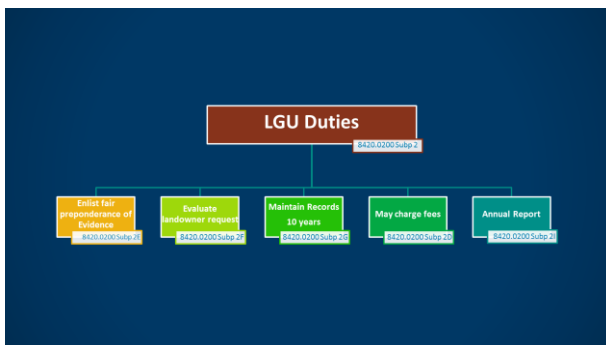 LGU Duties
8420.0200 Subp 2
Enlist fair
preponderance of
Evidence
8420.0200 Subp 2E
Evaluate
landowner request
8420.0200 Subp 2F
Maintain Records
10 years
8420.0200 Subp 2G
May charge fees
8420.0200 Subp 2D
Annual Report
8420.0200 Subp 2I